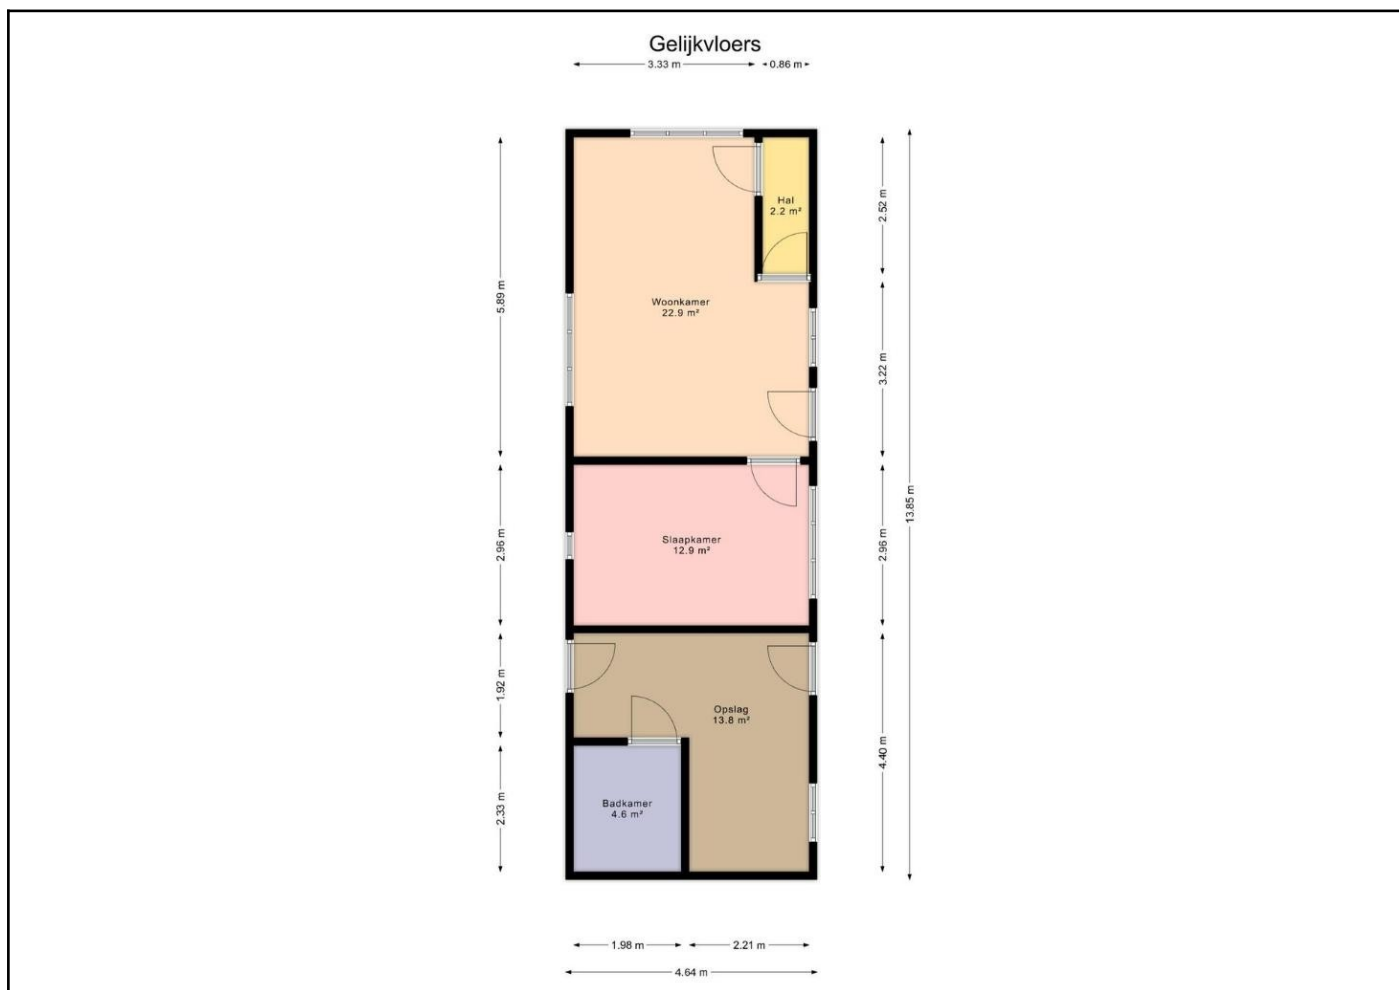 Gelijkvloers
3.33 m
0.86 m
Hal
2.2 m²
2.52 m
5.89 m
Woonkamer
22.9 m²
3.22 m
13.85 m
2.96 m
Slaapkamer
12.9 m²
2.96 m
1.92 m
Opslag
13.8 m²
4.40 m
2.33 m
Badkamer
4.6 m²
1.98 m
2.21 m
4.64 m